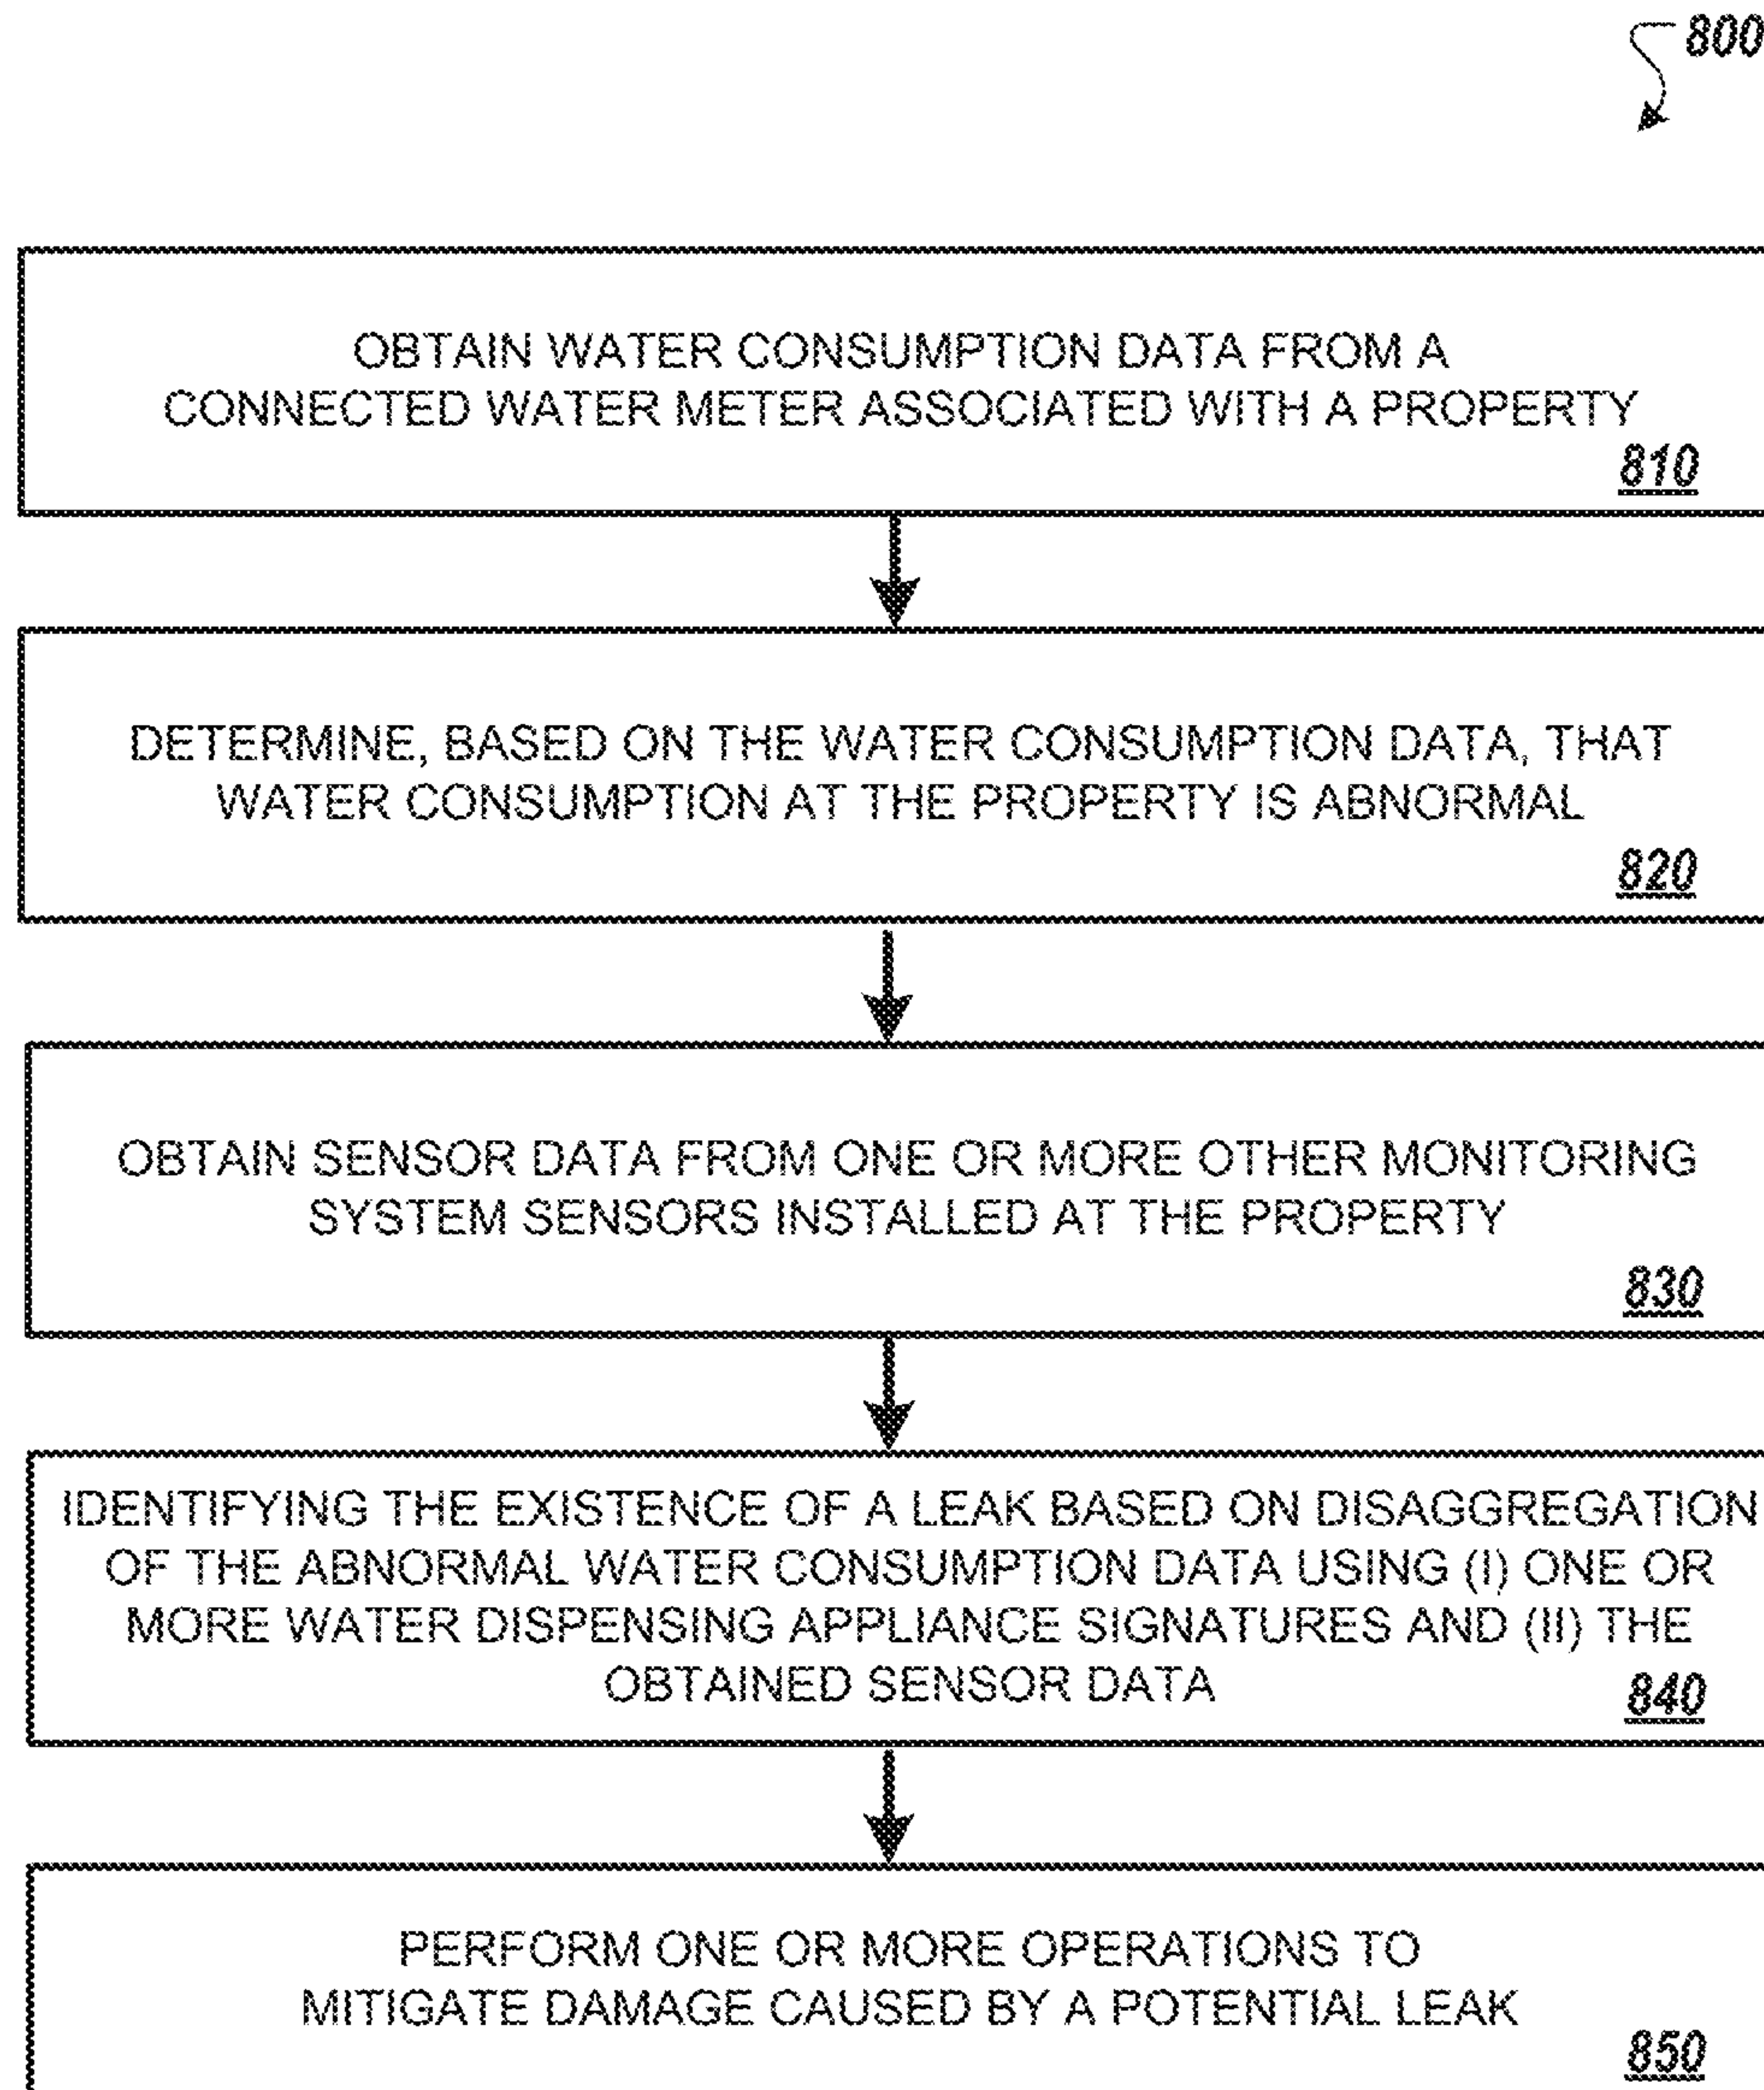 800
OBTAIN WATER CONSUMPTION DATA FROM A
CONNECTED WATER METER ASSOCIATED WITH A PROPERTY
810
DETERMINE, BASED ON THE WATER CONSUMPTION DATA, THAT
WATER CONSUMPTION AT THE PROPERTY IS ABNORMAL
820
OBTAIN SENSOR DATA FROM ONE OR MORE OTHER MONITORING
SYSTEM SENSORS INSTALLED AT THE PROPERTY
830
IDENTIFYING THE EXISTENCE OF A LEAK BASED ON DISAGGREGATION
OF THE ABNORMAL WATER CONSUMPTION DATA USING (I) ONE OR
MORE WATER DISPENSING APPLIANCE SIGNATURES AND (II) THE
OBTAINED SENSOR DATA
840
PERFORM ONE OR MORE OPERATIONS TO
MITIGATE DAMAGE CAUSED BY A POTENTIAL LEAK
850